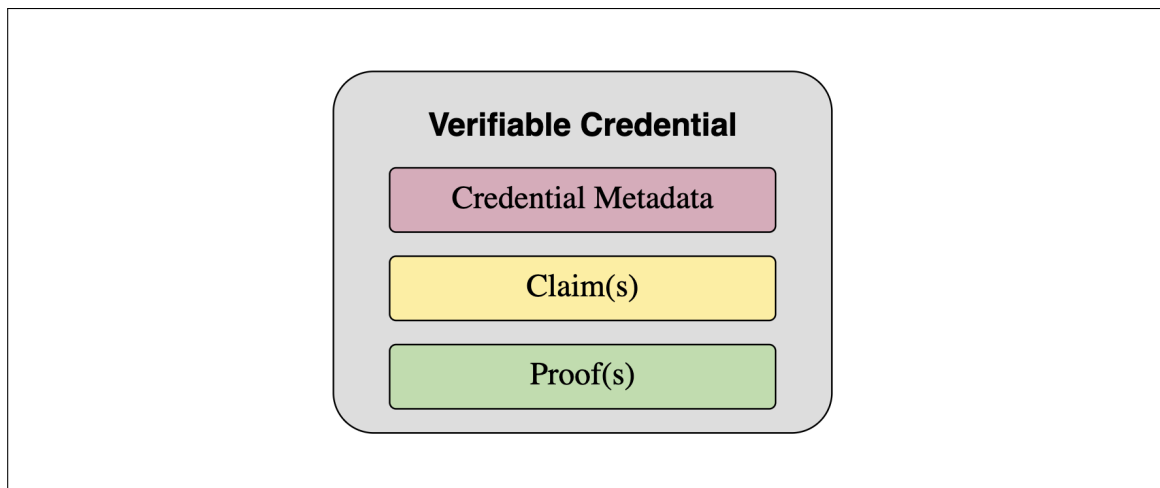 Verifiable Credential
Credential Metadata
Claim(s)
Proof(s)